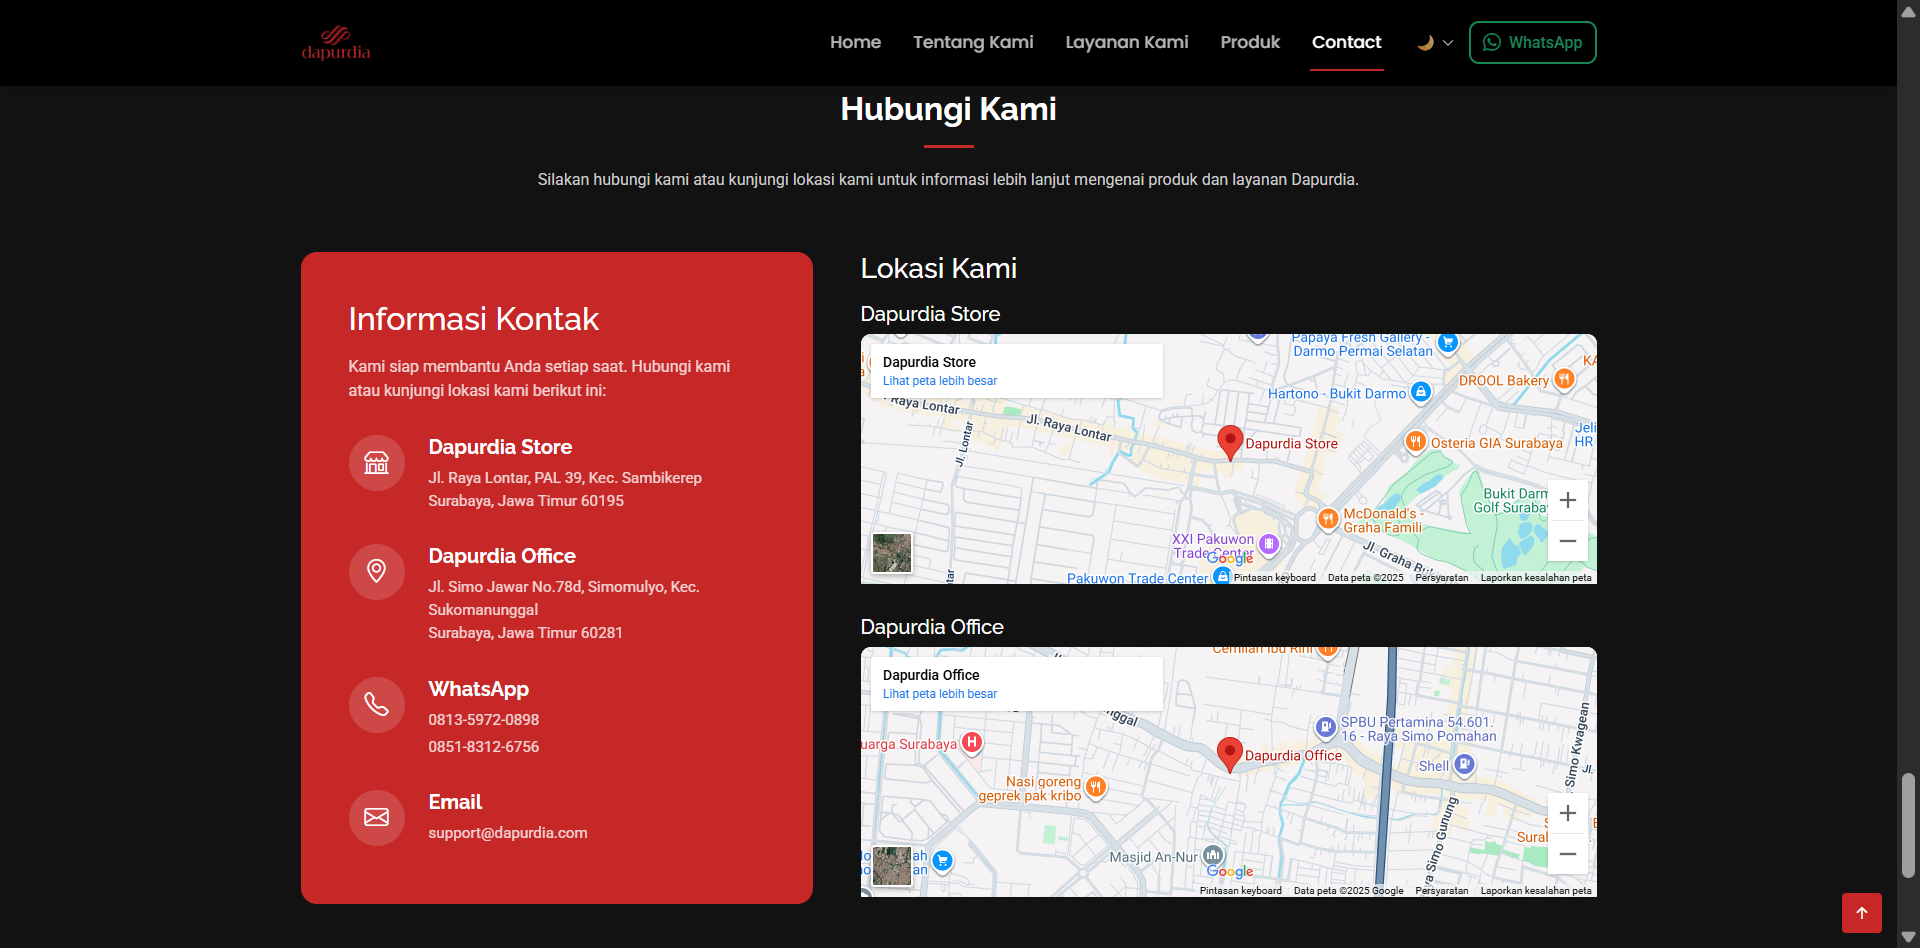 dapurdia
Home
Tentang Kami
Layanan Kami
Produk
Contact
WhatsApp
Hubungi Kami
Silakan hubungi kami atau kunjungi lokasi kami untuk informasi lebih lanjut mengenai produk dan layanan Dapurdia.
Informasi Kontak
Kami siap membantu Anda setiap saat. Hubungi kami
atau kunjungi lokasi kami berikut ini:
Dapurdia Store
Jl. Raya Lontar, PAL 39, Kec. Sambikerep
Surabaya, Jawa Timur 60195
Dapurdia Office
Jl. Simo Jawar No.78d, Simomulyo, Kec.
Sukomanunggal
Surabaya, Jawa Timur 60281
WhatsApp
0813-5972-0898
0851-8312-6756
Email
support@dapurdia.com
Lokasi Kami
Dapurdia Store
Dapurdia Store
Lihat peta lebih besar
Papaya Fresh Gallery -
Darmo Permai Selatan
KA
DROOL Bakery
Hartono - Bukit Darmo
Raya Lontar
Jl. Raya Lontar
Jl. Lontar
Dapurdia Store
Osteria GIA Surabaya
Jeli
HR
Bukit Darm
Golf Suraba
McDonald's -
Graha Famili
XXI Pakuwon
Trade Center
Jl. Graha Bu
Google
Pakuwon Trade Center
Pintasan keyboard
Data peta ©2025
Persyaratan
Laporkan kesalahan peta
Dapurdia Office
Dapurdia Office
Lihat peta lebih besar
Cemilan Ibu Rini
nggal
SPBU Pertamina 54.601.
16 - Raya Simo Pomahan
uarga Surabaya
H
Dapurdia Office
Shell
Simo Kwagean
Jl.
Nasi goreng
geprek pak kribo
Simo Gunung
Sural
Masjid An-Nur
ah
an
Google
Pintasan keyboard
Data peta ©2025 Google
Persyaratan
Laporkan kesalahan peta